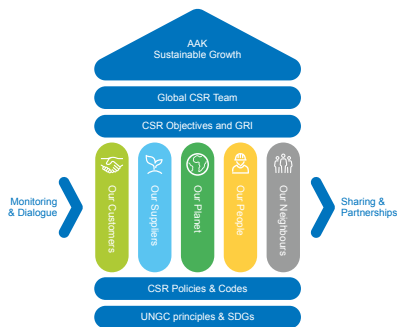 AAK
Sustainable Growth
Global CSR Team
CSR Objectives and GRI
Monitoring
& Dialogue
Our Customers
Our Suppliers
Our Planet
Our People
Our Neighbours
Sharing &
Partnerships
CSR Policies & Codes
UNGC principles & SDGs